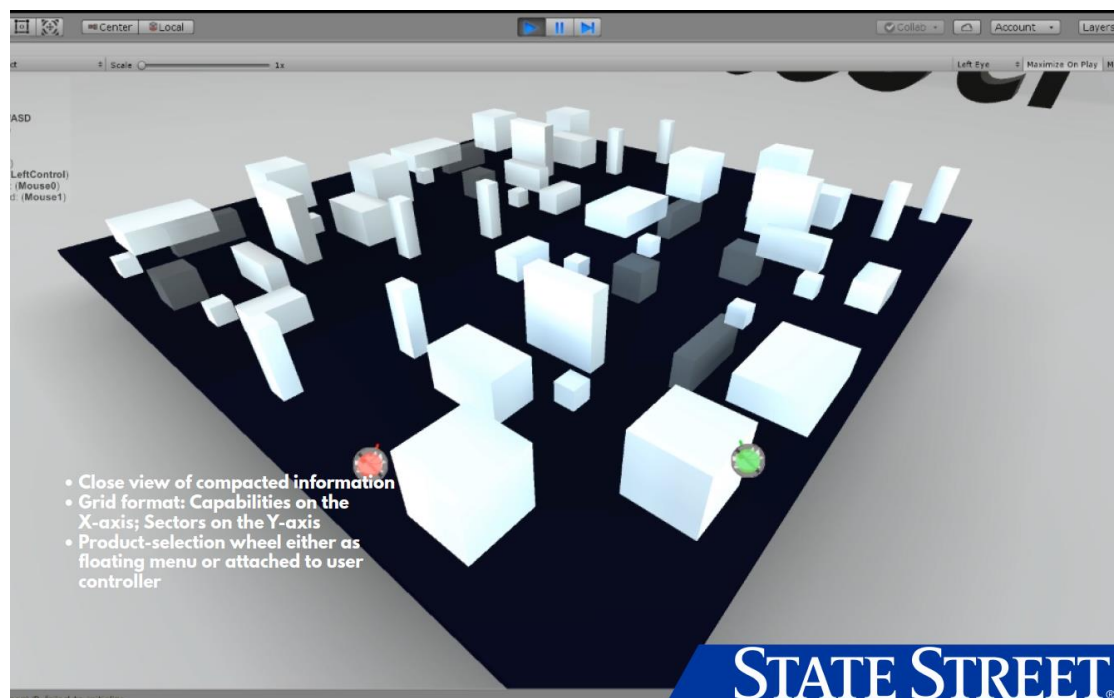 Center Local Collab Account Layers
Scale 1x Left Eye Maximize On Play
ASD
LeftControl)
(Mouse0)
d: (Mouse1)
• Close view of compacted information
• Grid format: Capabilities on the
X-axis; Sectors on the Y-axis
• Product-selection wheel either as
floating menu or attached to user
controller
STATE STREET®